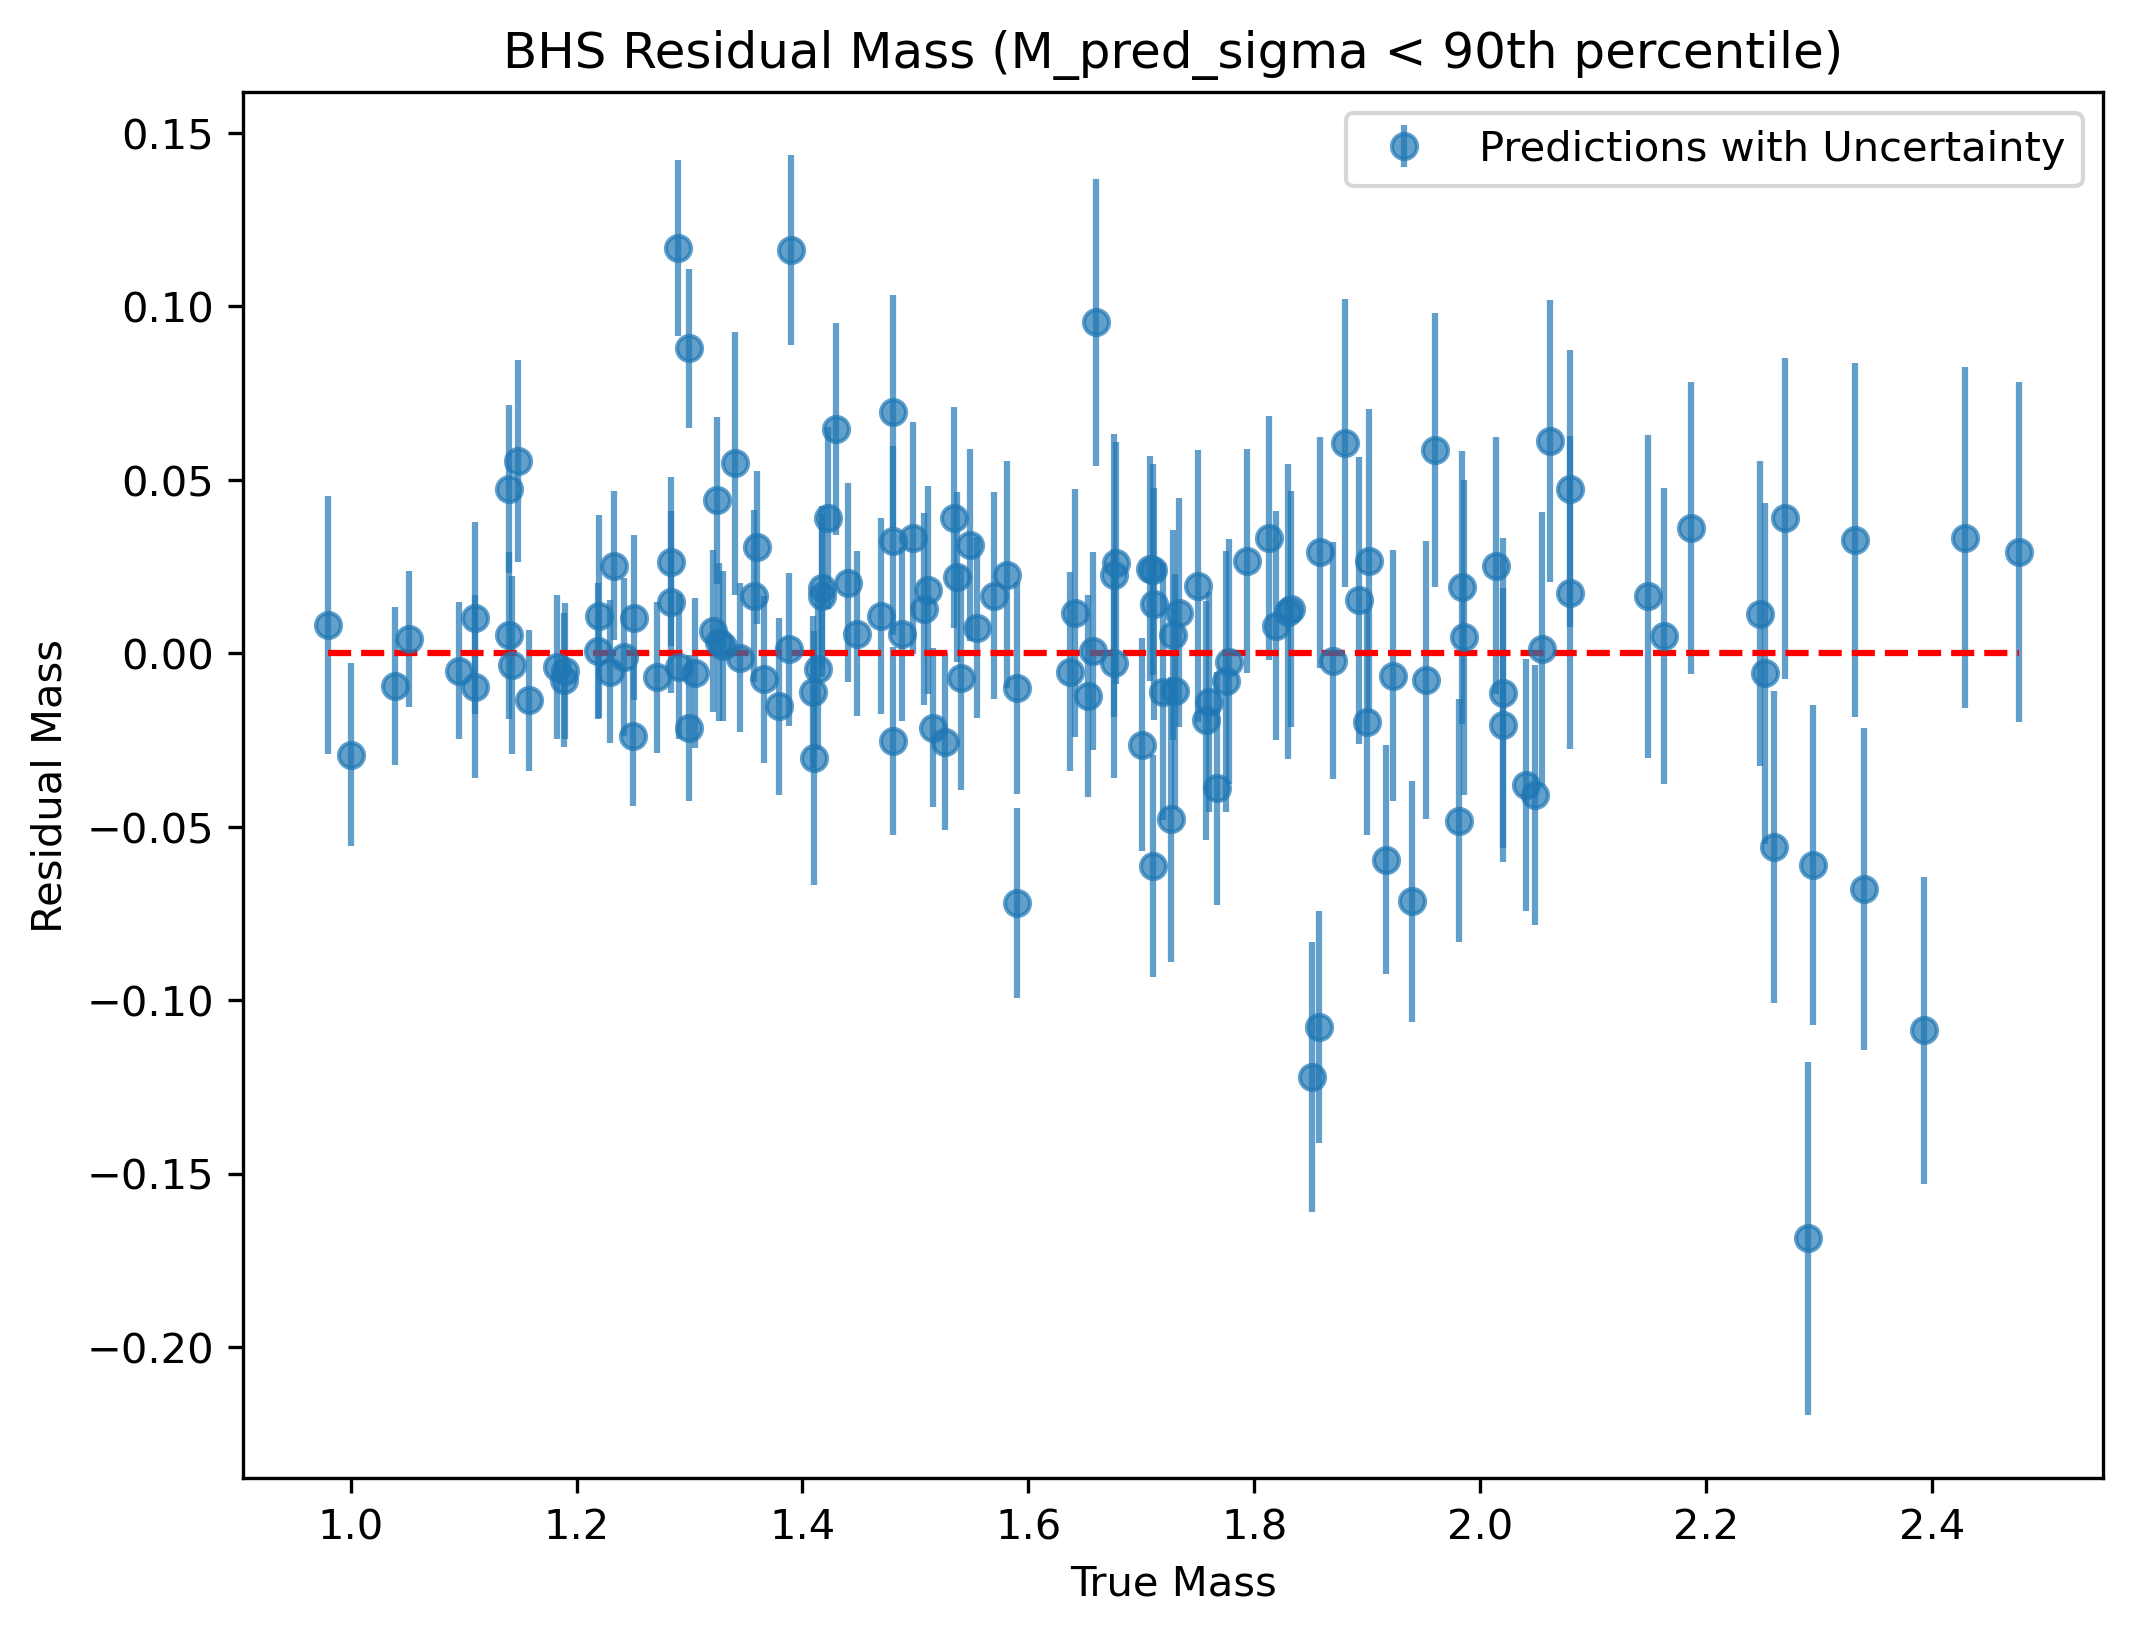 BHS Residual Mass (M_pred_sigma < 90th percentile)
Predictions with Uncertainty
0.15
0.10
0.05
0.00
−0.05
−0.10
−0.15
−0.20
Residual Mass
1.0 1.2 1.4 1.6 1.8 2.0 2.2 2.4
True Mass